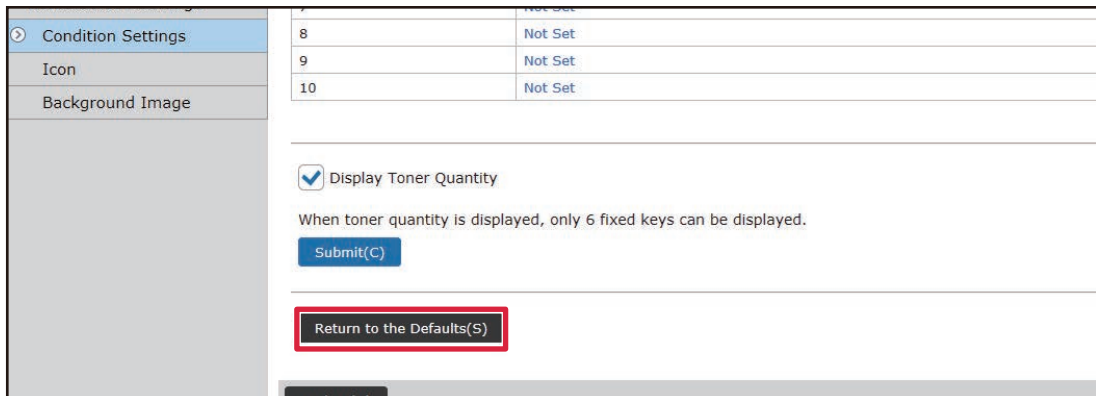 Condition Settings
8 Not Set
Icon
9 Not Set
Background Image
10 Not Set
Display Toner Quantity
When toner quantity is displayed, only 6 fixed keys can be displayed.
Submit(C)
Return to the Defaults(S)